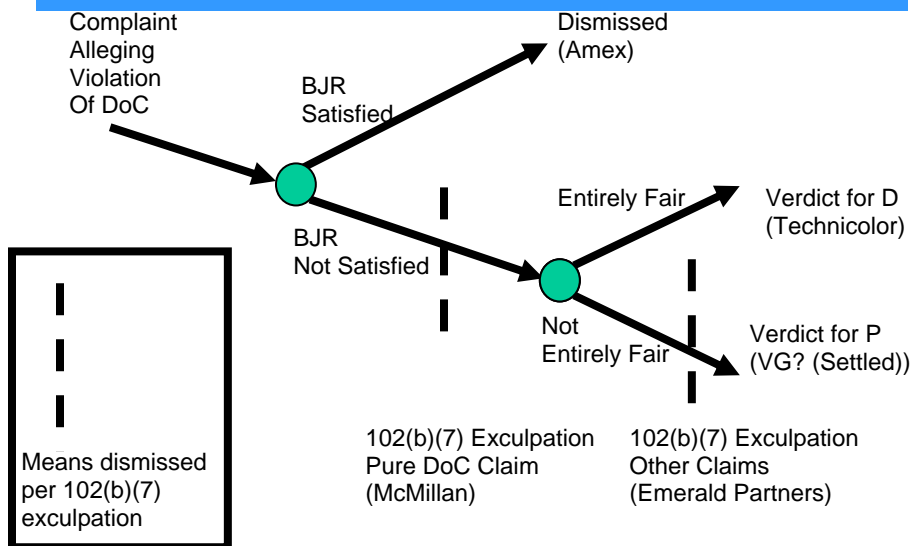 Complaint
Alleging
Violation
Of DoC
Dismissed
(Amex)
BJR
Satisfied
Entirely Fair
Verdict for D
(Technicolor)
BJR
Not Satisfied
Not
Entirely Fair
Verdict for P
(VG? (Settled))
Means dismissed
per 102(b)(7)
exculpation
102(b)(7) Exculpation
Pure DoC Claim
(McMillan)
102(b)(7) Exculpation
Other Claims
(Emerald Partners)